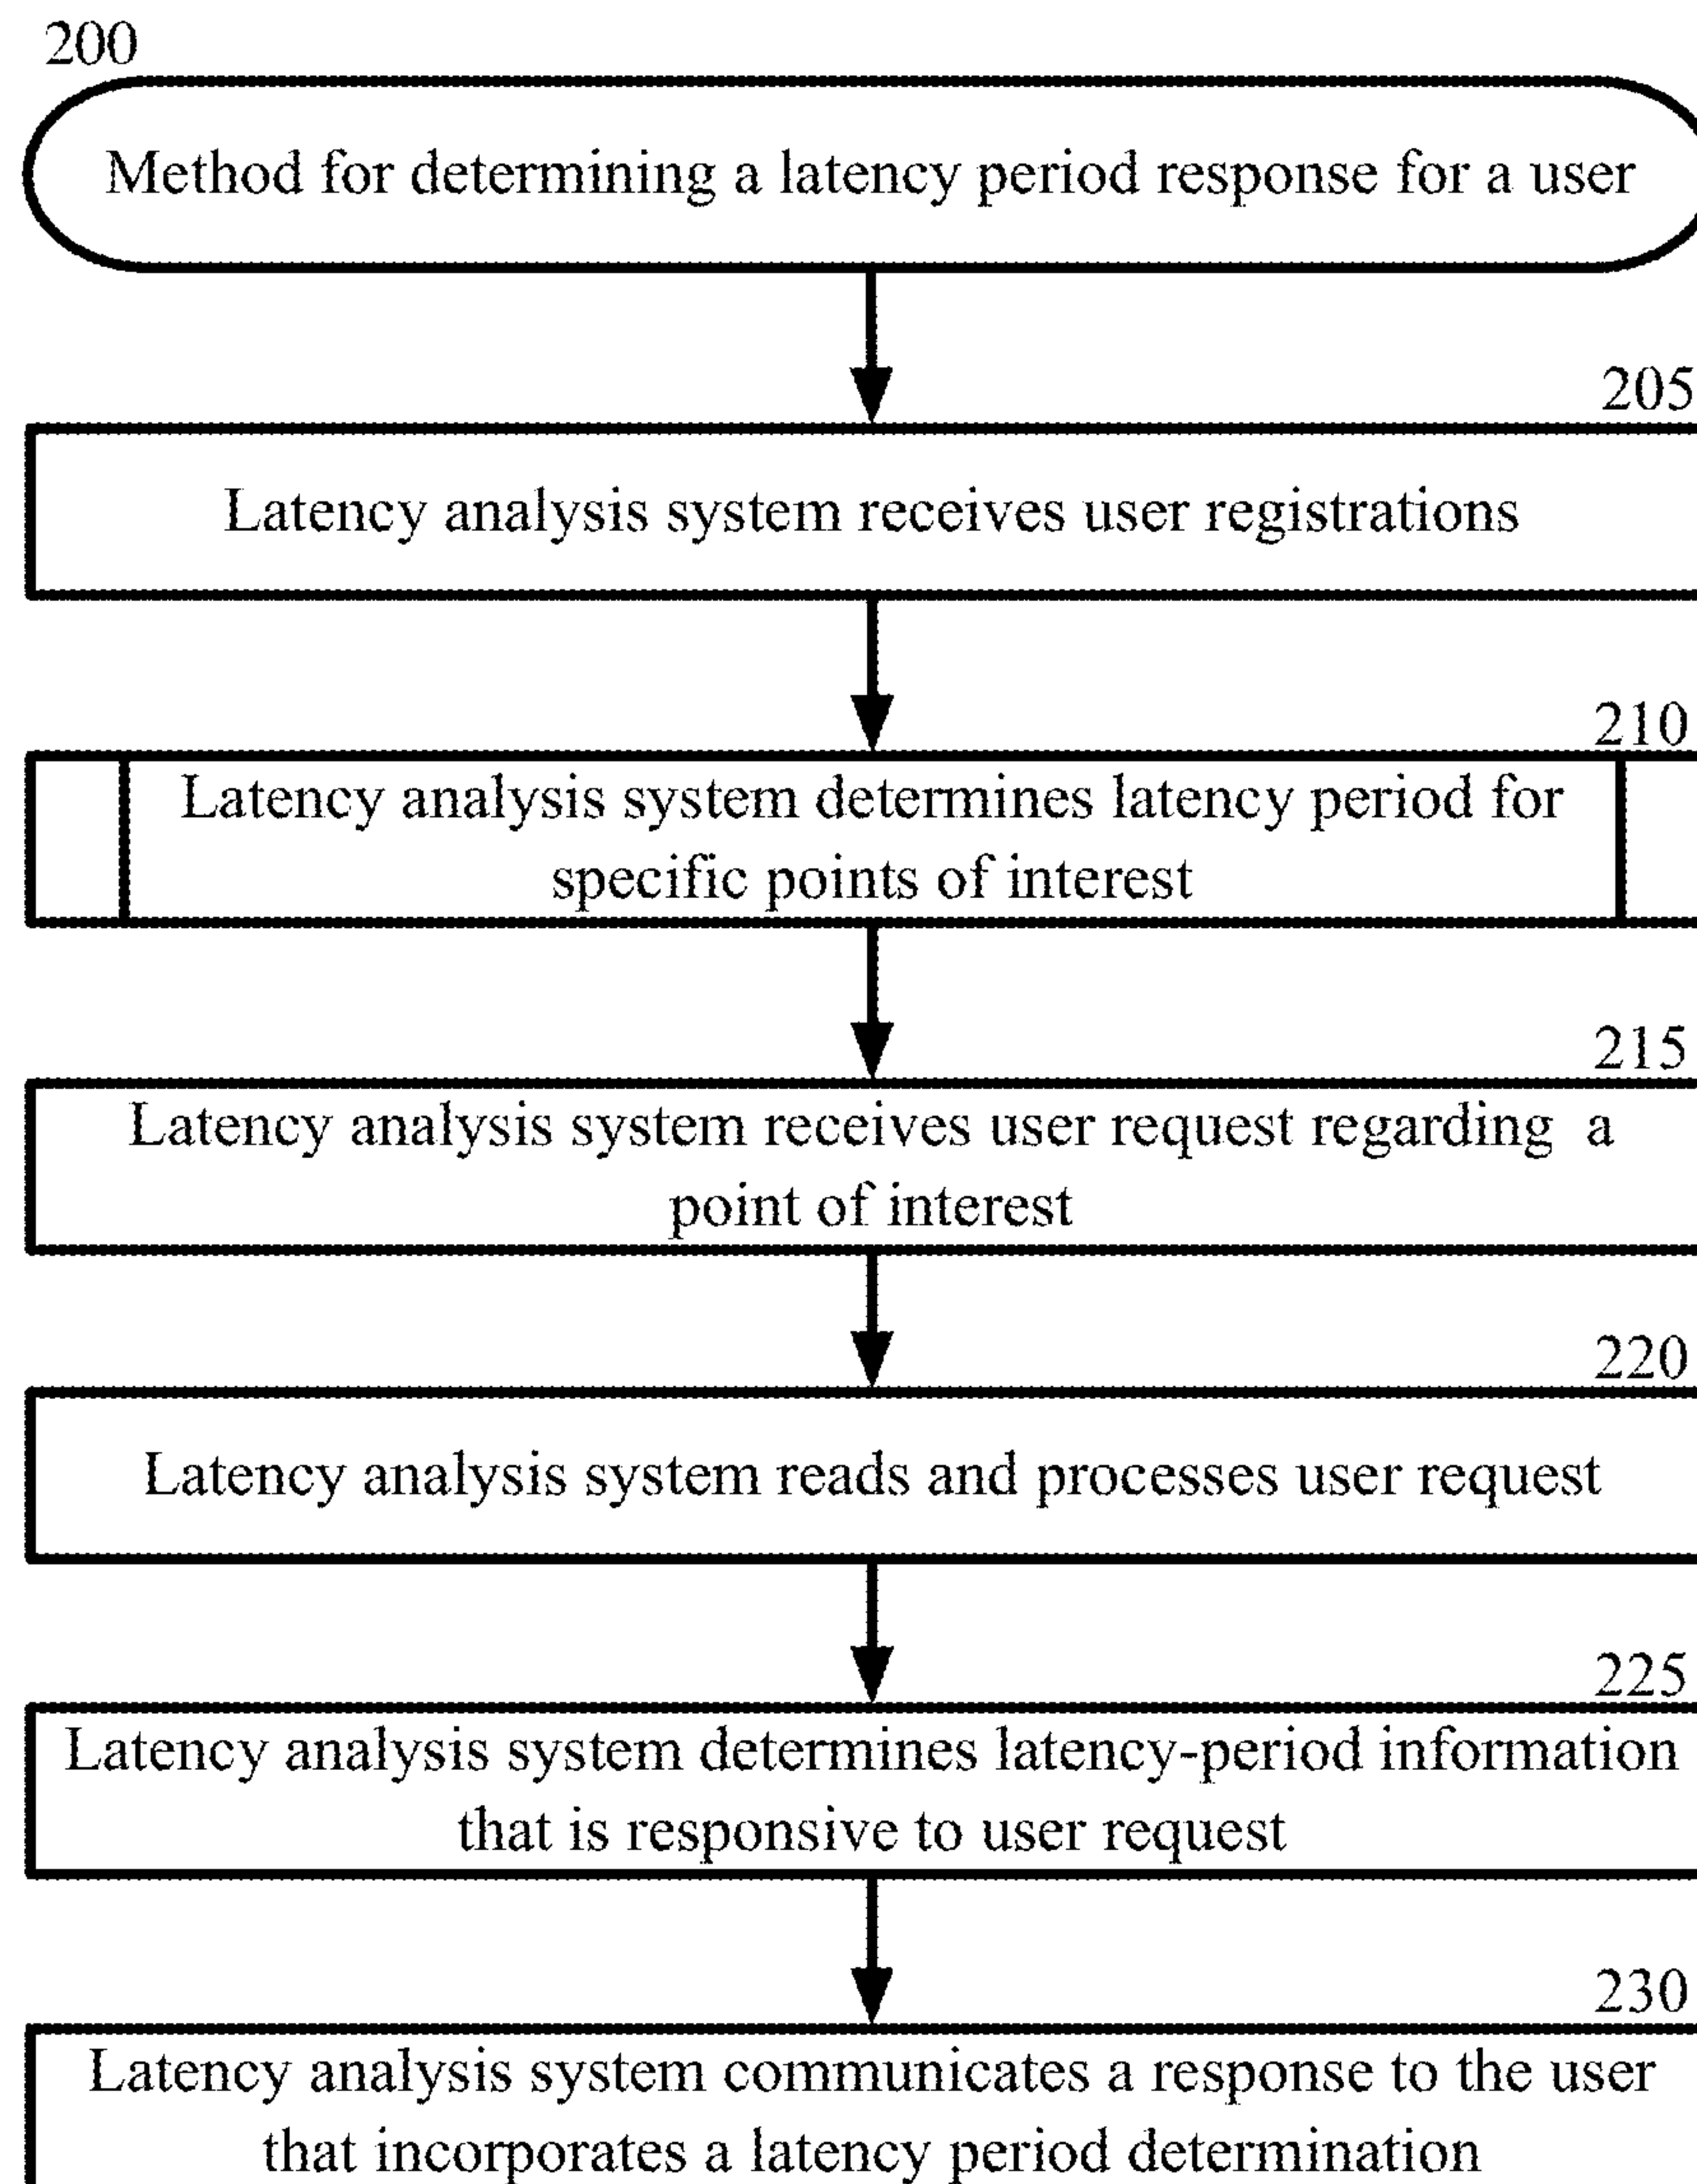 200
Method for determining a latency period response for a user
205
Latency analysis system receives user registrations
210
Latency analysis system determines latency period for
specific points of interest
215
Latency analysis system receives user request regarding a
point of interest
220
Latency analysis system reads and processes user request
225
Latency analysis system determines latency-period information
that is responsive to user request
230
Latency analysis system communicates a response to the user
that incorporates a latency period determination